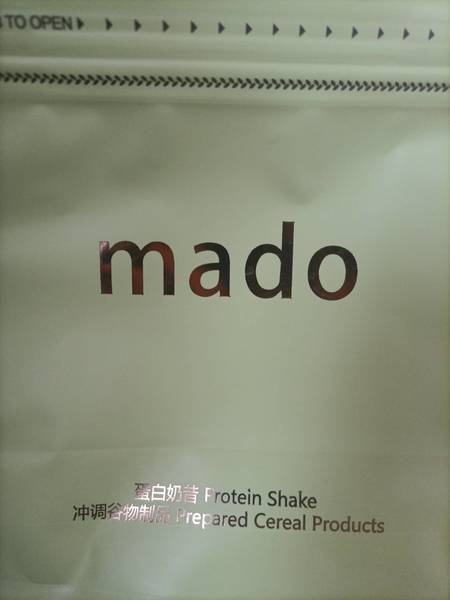 TO OPEN
mado
蛋白奶昔 Protein Shake
冲调谷物制品 Prepared Cereal Products